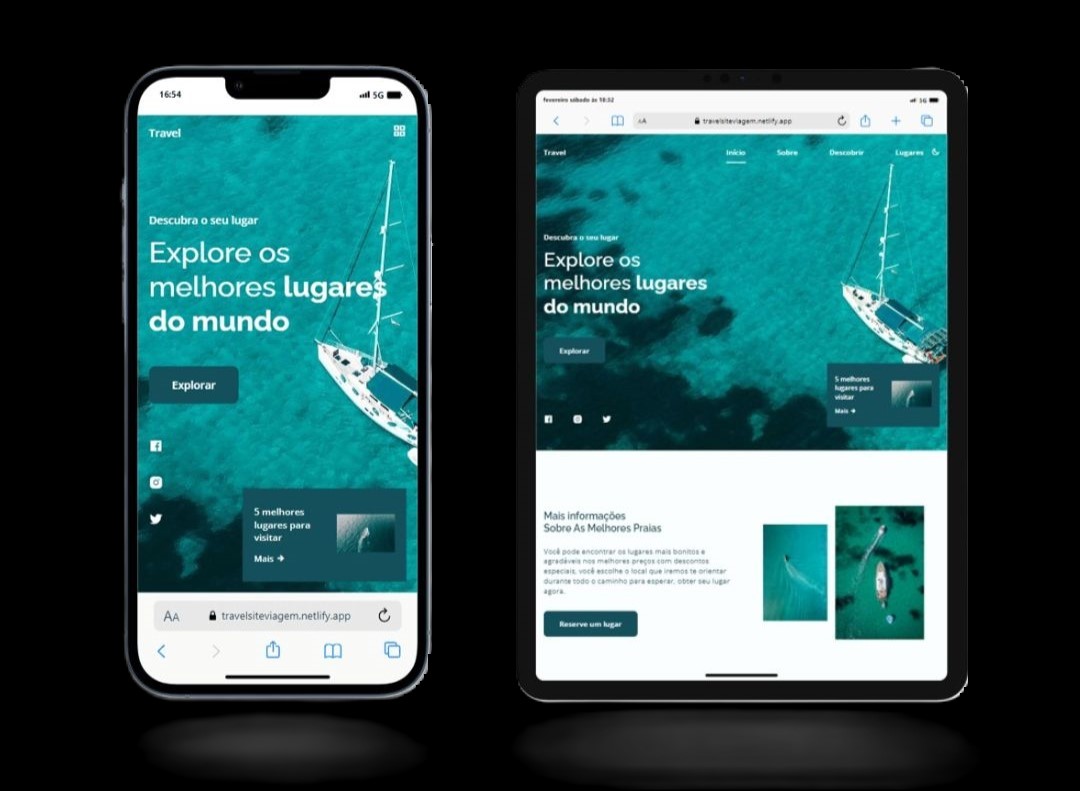 16:54
5G
Travel
Descubra o seu lugar
Explore os
melhores lugares
do mundo
Explorar
5 melhores
lugares para
visitar
Mais →
AA
travelsiteviagem.netlify.app
fevereiro sábado às 10:52
5G
AA
travelsiteviagem.netlify.app
Travel
Início
Sobre
Descobrir
Lugares
Descubra o seu lugar
Explore os
melhores lugares
do mundo
Explorar
5 melhores
lugares para
visitar
Mais →
Mais informações
Sobre As Melhores Praias
Você pode encontrar os lugares mais bonitos e
agradáveis nos melhores preços com descontos
especiais, você escolhe o local que iremos te orientar
durante todo o caminho para esperar, obter seu lugar
agora.
Reserve um lugar